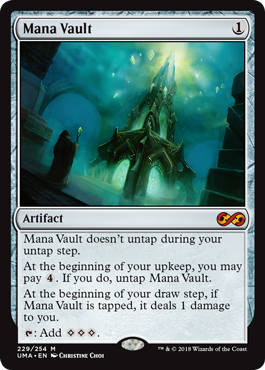 Mana Vault 1
Artifact
Mana Vault doesn't untap during your
untap step.
At the beginning of your upkeep, you may
pay 4. If you do, untap Mana Vault.
At the beginning of your draw step, if
Mana Vault is tapped, it deals 1 damage
to you.
: Add .
229/254 M
UMA • EN CHRISTINE CHOI
™ & © 2018 Wizards of the Coast